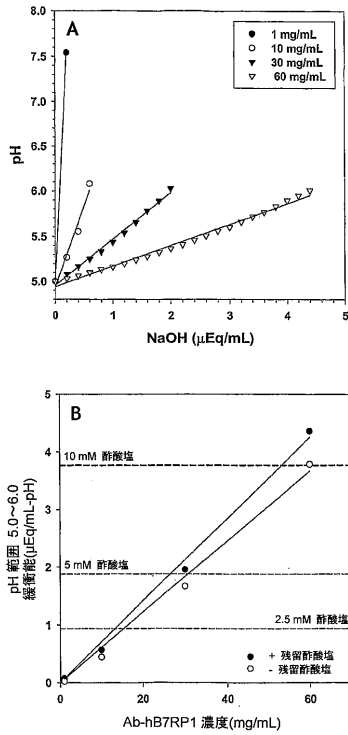 A
8.0
7.5
7.0
6.5
6.0
5.5
5.0
pH
● 1 mg/mL
○ 10 mg/mL
▼ 30 mg/mL
▽ 60 mg/mL
0 1 2 3 4 5
NaOH (μEq/mL)
B
5
4
3
2
1
0
pH 範囲 5.0~6.0
緩衝能(μEq/mL-pH)
10 mM 酢酸塩
5 mM 酢酸塩
2.5 mM 酢酸塩
● + 残留酢酸塩
○ - 残留酢酸塩
0 20 40 60
Ab-hB7RP1 濃度(mg/mL)